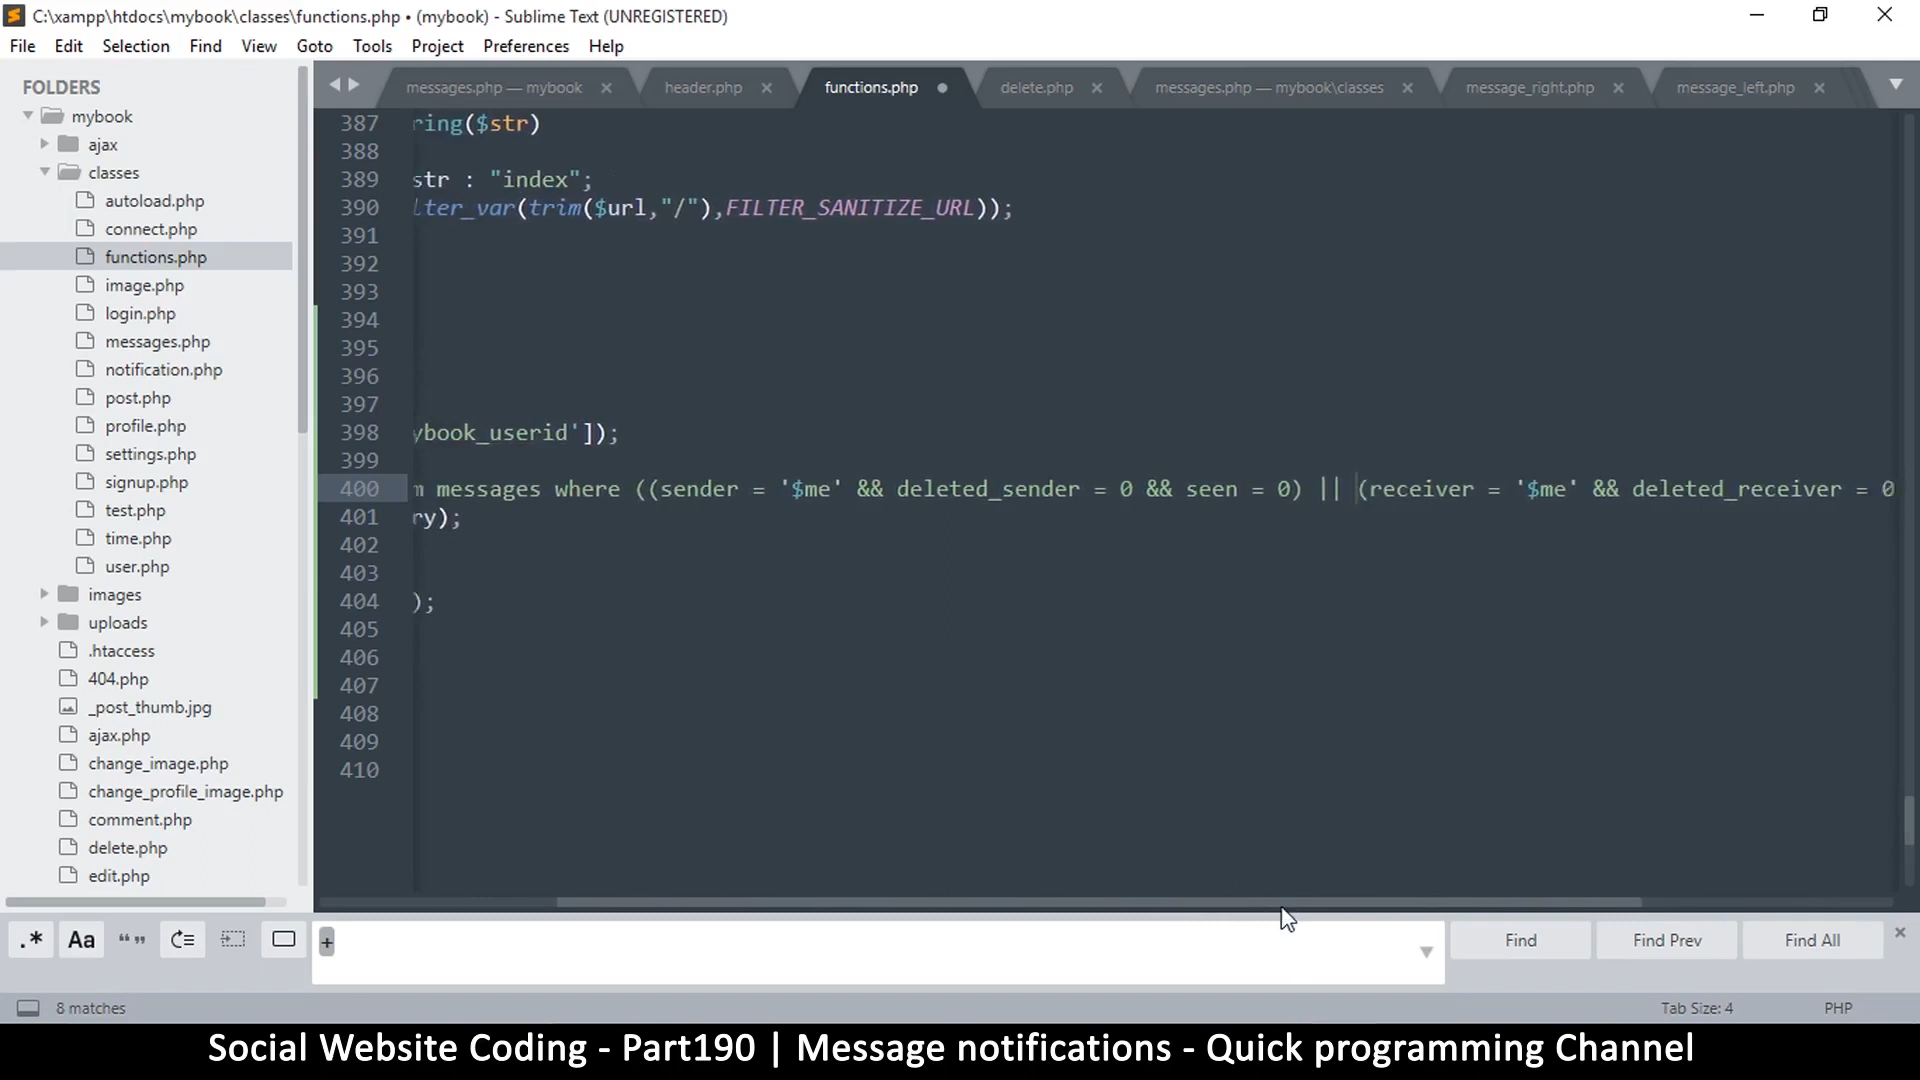 C:\xampp\htdocs\mybook\classes\functions.php • (mybook) - Sublime Text (UNREGISTERED)
File Edit Selection Find View Goto Tools Project Preferences Help
FOLDERS
mybook
ajax
classes
autoload.php
connect.php
functions.php
image.php
login.php
messages.php
notification.php
post.php
profile.php
settings.php
signup.php
test.php
time.php
user.php
images
uploads
.htaccess
404.php
_post_thumb.jpg
ajax.php
change_image.php
change_profile_image.php
comment.php
delete.php
edit.php
messages.php — mybook × header.php × functions.php • delete.php × messages.php — mybook\classes × message_right.php × message_left.php ×
387 ring($str)
388
389 str : "index";
390 lter_var(trim($url,"/"),FILTER_SANITIZE_URL));
391
392
393
394
395
396
397
398 ybook_userid']);
399
400 m messages where ((sender = '$me' && deleted_sender = 0 && seen = 0) || (receiver = '$me' && deleted_receiver = 0
401 ry);
402
403
404 );
405
406
407
408
409
410
.* Aa “ ” + Find Find Prev Find All ×
8 matches Tab Size: 4 PHP
Social Website Coding - Part190 | Message notifications - Quick programming Channel